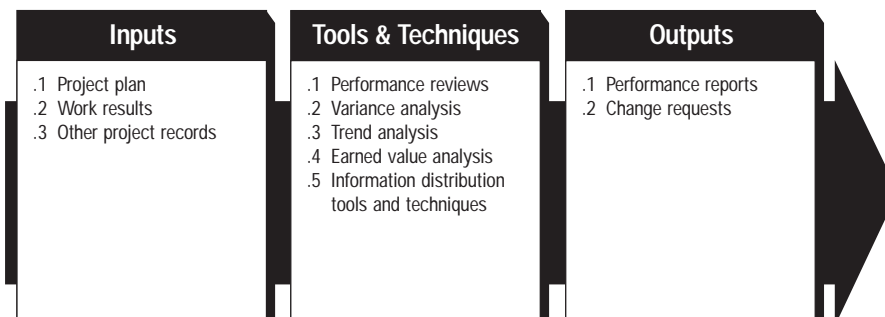 Inputs
.1 Project plan
.2 Work results
.3 Other project records
Tools & Techniques
.1 Performance reviews
.2 Variance analysis
.3 Trend analysis
.4 Earned value analysis
.5 Information distribution
tools and techniques
Outputs
.1 Performance reports
.2 Change requests